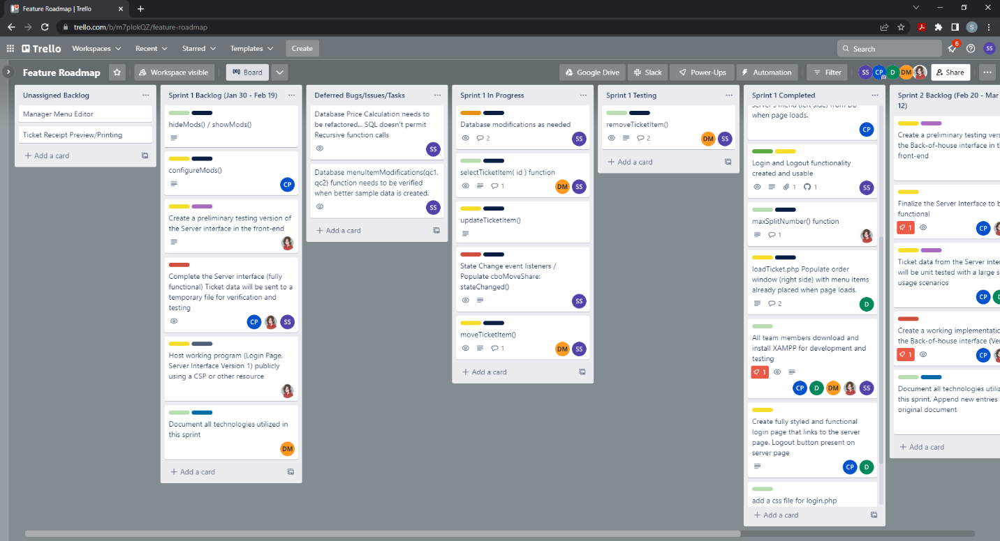 Feature Roadmap | Trello
trello.com/b/m7plokQZ/feature-roadmap
S
Trello
Workspaces
Recent
Starred
Templates
Create
Search
6
SS
Feature Roadmap
Workspace visible
Board
Google Drive
Slack
Power-Ups
Automation
Filter
SS
CP
D
DM
Share
Unassigned Backlog
Manager Menu Editor
Ticket Receipt Preview/Printing
+ Add a card
Sprint 1 Backlog (Jan 30 - Feb 19)
hideMods() / showMods()
configureMods()
CP
Create a preliminary testing version of
the Server interface in the front-end
Complete the Server interface (fully
functional) Ticket data will be sent to a
temporary file for verification and
testing
CP
SS
Host working program (Login Page,
Server Interface Version 1) publicly
using a CSP or other resource
Document all technologies utilized in
this sprint
DM
+ Add a card
Deferred Bugs/Issues/Tasks
Database Price Calculation needs to
be refactored... SQL doesn't permit
Recursive function calls
SS
Database menuItemModifications(qc1,
qc2) function needs to be verified
when better sample data is created.
SS
+ Add a card
Sprint 1 In Progress
Database modifications as needed
2
SS
selectTicketItem( id ) function
1
DM
SS
updateTicketItem()
State Change event listeners /
Populate cboMoveShare:
stateChanged()
SS
moveTicketItem()
1
DM
SS
+ Add a card
Sprint 1 Testing
removeTicketItem()
2
DM
SS
+ Add a card
Sprint 1 Completed
server's menu (left side) from DB
when page loads.
CP
Login and Logout functionality
created and usable
1
1
SS
maxSplitNumber() function
1
loadTicket.php Populate order
window (right side) with menu items
already placed when page loads.
2
D
All team members download and
install XAMPP for development and
testing
1
CP
D
DM
SS
Create fully styled and functional
login page that links to the server
page. Logout button present on
server page
CP
D
add a css file for login.php
+ Add a card
Sprint 2 Backlog (Feb 20 - Mar
12)
Create a preliminary testing
the Back-of-house interface in
front-end
Finalize the Server Interface to
functional
1
CP
Ticket data from the Server
will be unit tested with a large
usage scenarios
CP
Create a working
the Back-of-house interface
1
CP
Document all technologies
this sprint. Append new entries
original document
+ Add a card